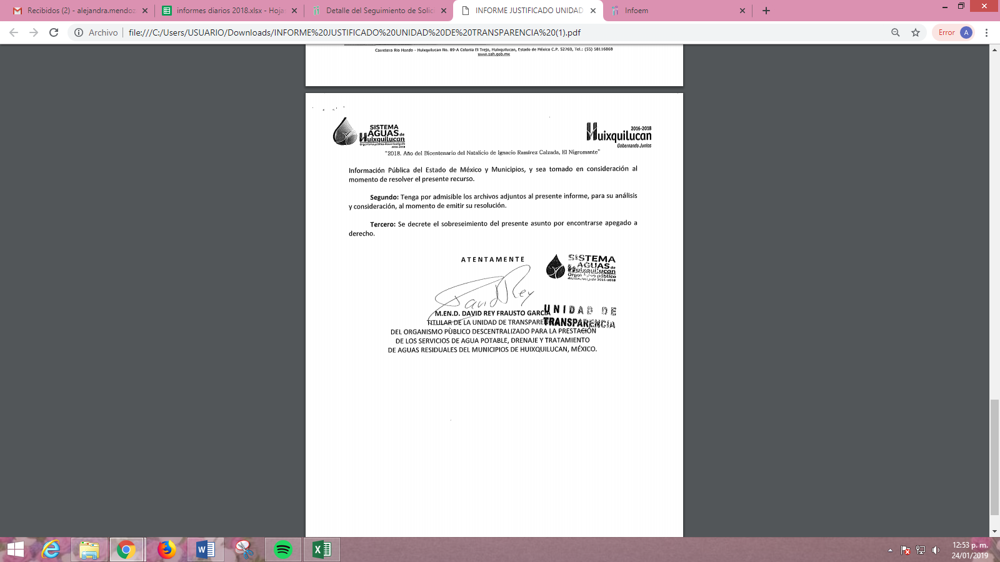 Recibidos (2) - alejandra.mendoz
informes diarios 2018.xlsx - Hoja
Detalle del Seguimiento de Solic
INFORME JUSTIFICADO UNIDAD
Infoem
Archivo
file:///C:/Users/USUARIO/Downloads/INFORME%20JUSTIFICADO%20UNIDAD%20DE%20TRANSPARENCIA%20(1).pdf
Error
A
Carretera Río Hondo - Huixquilucan No. 89-A Colonia El Trejo, Huixquilucan, Estado de México C.P. 52760, Tel.: (55) 58116868
www.sah.gob.mx
SISTEMA
AGUAS de
Huixquilucan
Organismo público descentralizado
2016-2018
2016-2018
Huixquilucan
Gobernando Juntos
"2018. Año del Bicentenario del Natalicio de Ignacio Ramírez Calzada, El Nigromante"
Información Pública del Estado de México y Municipios, y sea tomado en consideración al
momento de resolver el presente recurso.
Segundo: Tenga por admisible los archivos adjuntos al presente informe, para su análisis
y consideración, al momento de emitir su resolución.
Tercero: Se decrete el sobreseimiento del presente asunto por encontrarse apegado a
derecho.
ATENTAMENTE
SISTEMA
AGUAS de
Huixquilucan
Organismo público
descentralizado
David Rey
UNIDAD DE
TRANSPARENCIA
M.EN.D. DAVID REY FRAUSTO GARCÍA
TITULAR DE LA UNIDAD DE TRANSPARENCIA
DEL ORGANISMO PÙBLICO DESCENTRALIZADO PARA LA PRESTACIÓN
DE LOS SERVICIOS DE AGUA POTABLE, DRENAJE Y TRATAMIENTO
DE AGUAS RESIDUALES DEL MUNICIPIOS DE HUIXQUILUCAN, MÉXICO.
12:53 p. m.
24/01/2019